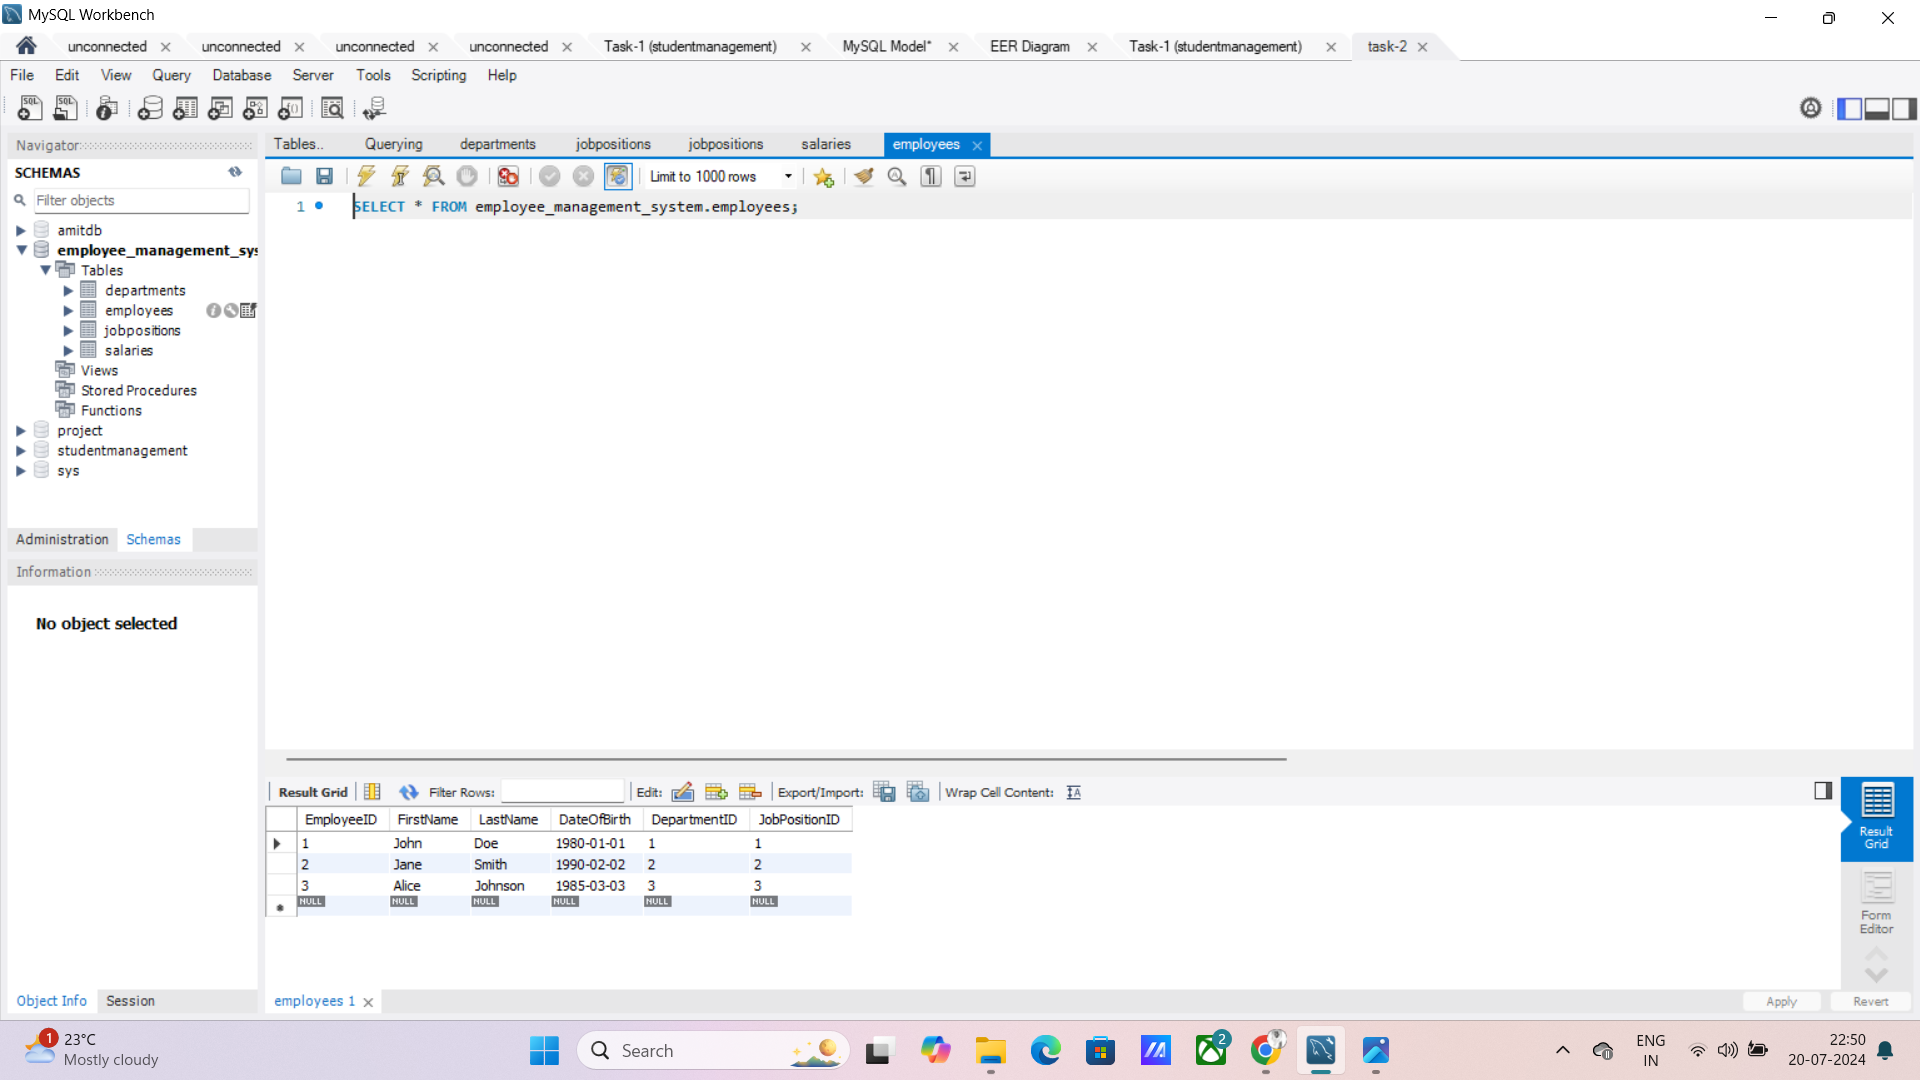 MySQL Workbench
unconnected unconnected unconnected unconnected Task-1 (studentmanagement) MySQL Model* EER Diagram Task-1 (studentmanagement) task-2
File Edit View Query Database Server Tools Scripting Help
Navigator
Tables.. Querying departments jobpositions jobpositions salaries employees
SCHEMAS
Limit to 1000 rows
Filter objects
1 SELECT * FROM employee_management_system.employees;
amitdb
employee_management_sys
Tables
departments
employees
jobpositions
salaries
Views
Stored Procedures
Functions
project
studentmanagement
sys
Administration Schemas
Information
No object selected
Result Grid Filter Rows: Edit: Export/Import: Wrap Cell Content:
EmployeeID FirstName LastName DateOfBirth DepartmentID JobPositionID
1 John Doe 1980-01-01 1 1
2 Jane Smith 1990-02-02 2 2
3 Alice Johnson 1985-03-03 3 3
NULL NULL NULL NULL NULL NULL
Result
Grid
Form
Editor
Object Info Session
employees 1
Apply Revert
1
23°C
Mostly cloudy
Search
2
ENG
IN
22:50
20-07-2024